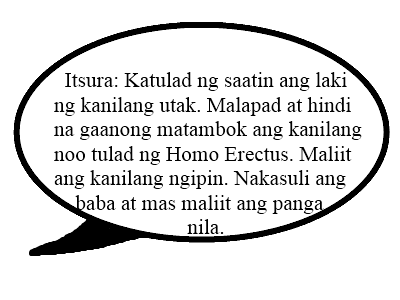 Itsura: Katulad ng saatin ang laki
ng kanilang utak. Malapad at hindi
na gaanong matambok ang kanilang
noo tulad ng Homo Erectus. Maliit
ang kanilang ngipin. Nakasuli ang
baba at mas maliit ang panga
nila.